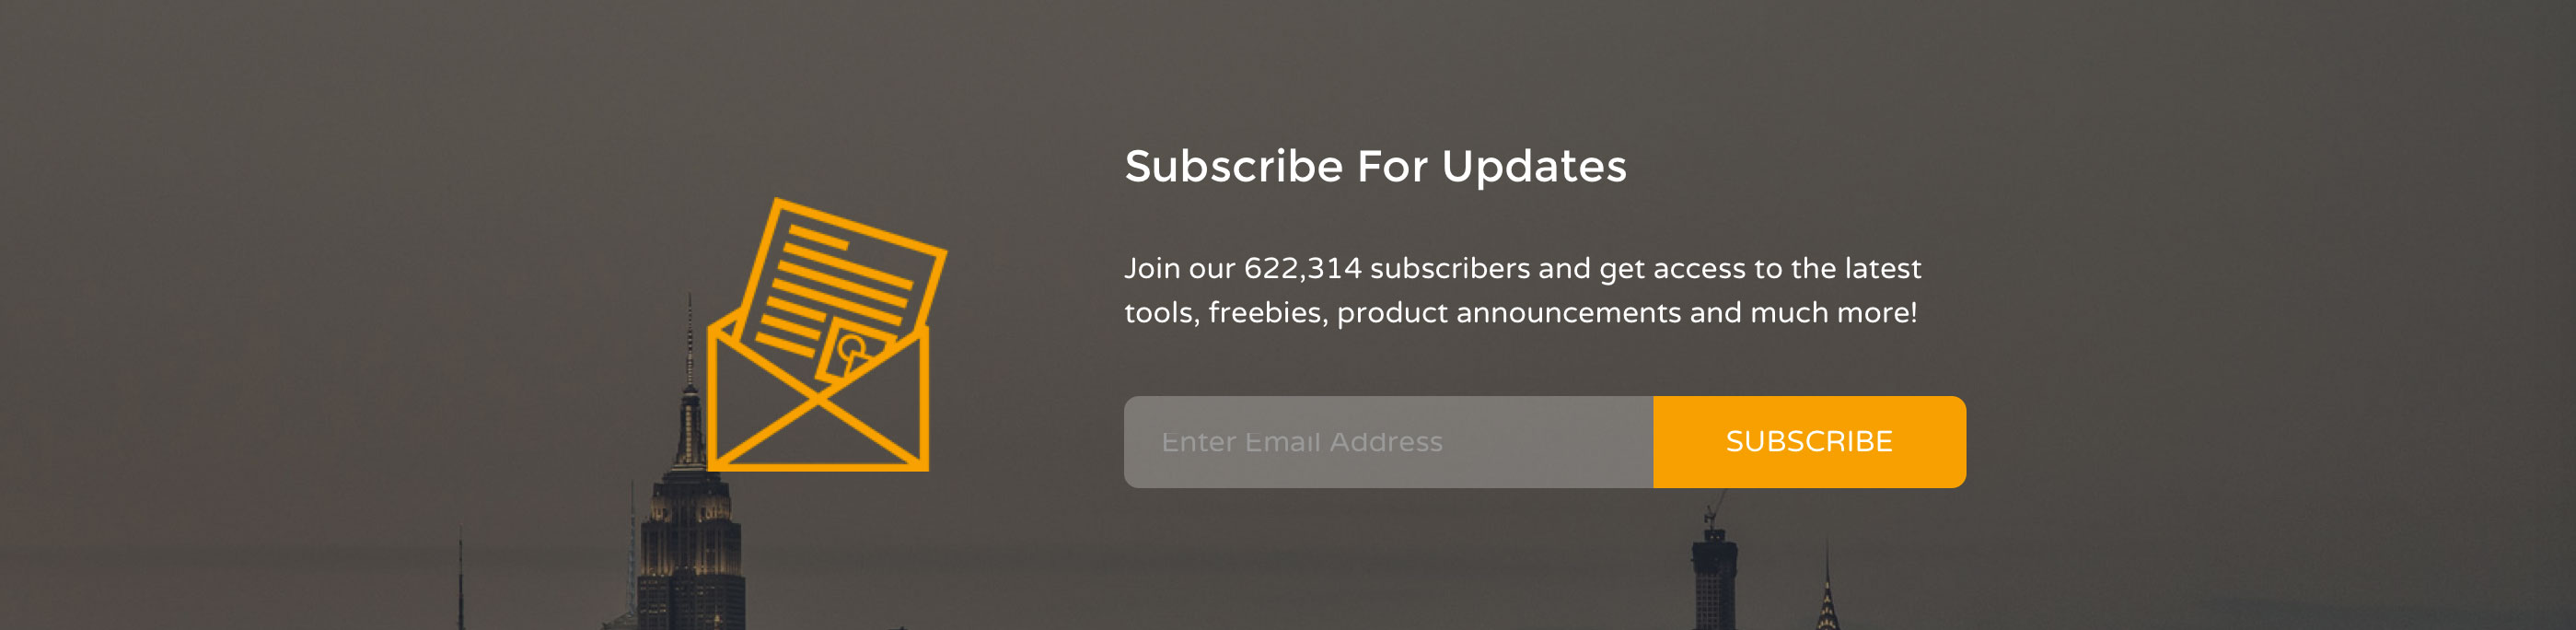 Subscribe For Updates
Join our 622,314 subscribers and get access to the latest
tools, freebies, product announcements and much more!
Enter Email Address
SUBSCRIBE